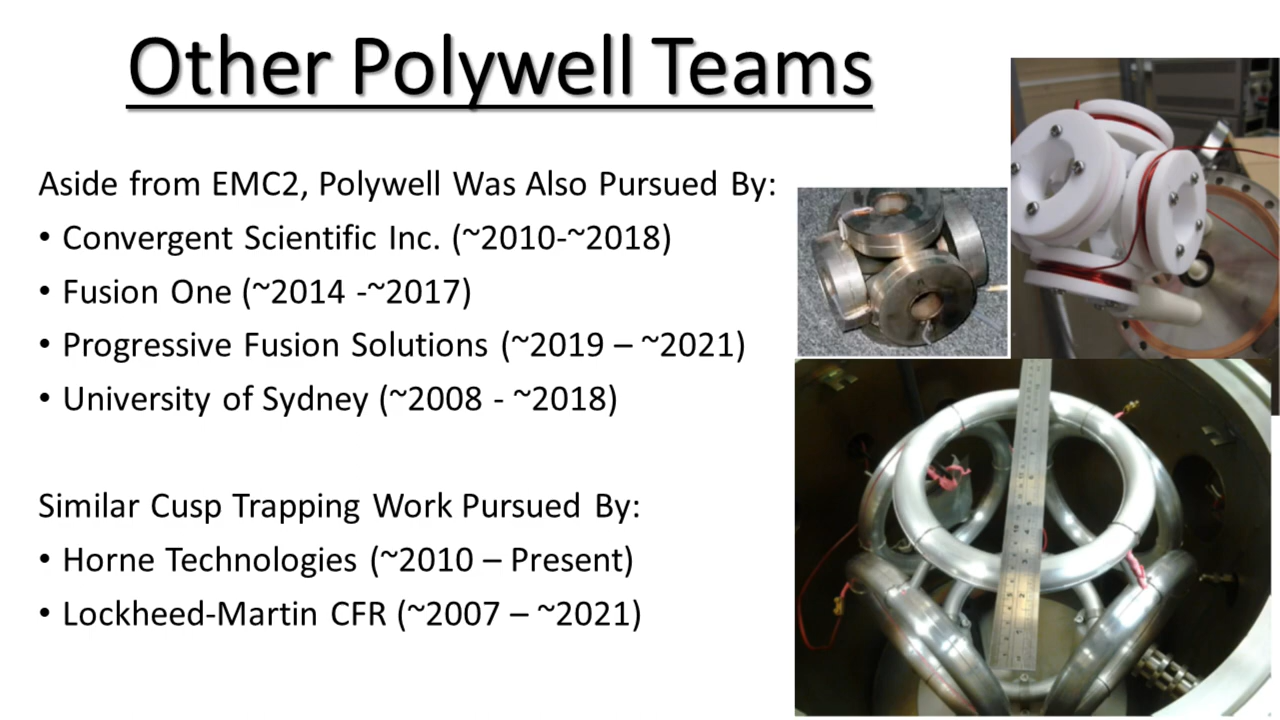 Other Polywell Teams
Aside from EMC2, Polywell Was Also Pursued By:
• Convergent Scientific Inc. (~2010-~2018)
• Fusion One (~2014 -~2017)
• Progressive Fusion Solutions (~2019 – ~2021)
• University of Sydney (~2008 - ~2018)
Similar Cusp Trapping Work Pursued By:
• Horne Technologies (~2010 – Present)
• Lockheed-Martin CFR (~2007 – ~2021)